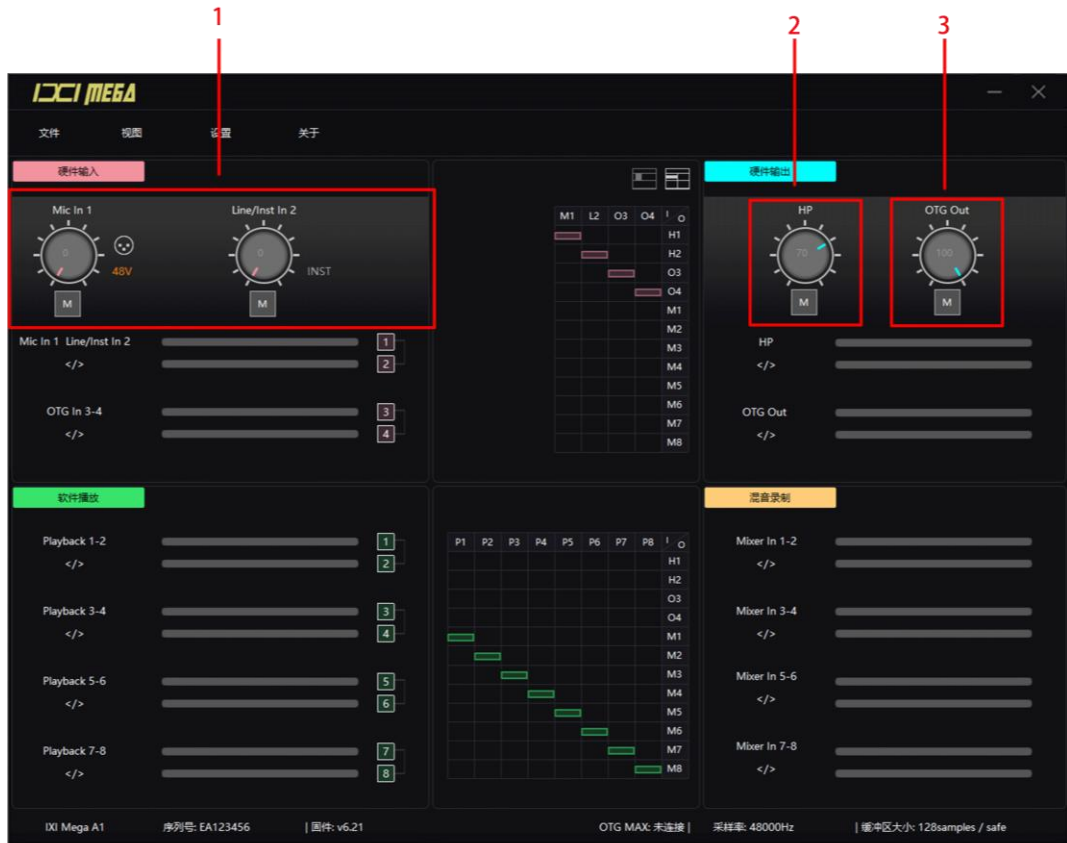 1
2
3
IXI MEGA
文件 视图 设置 关于
硬件输入
硬件输出
Mic In 1
Line/Inst In 2
HP
OTG Out
0
48V
0
INST
70
100
M
M
M
M
M1 L2 O3 O4 I O
H1
H2
O3
O4
M1
M2
M3
M4
M5
M6
M7
M8
Mic In 1 Line/Inst In 2
1
</>
2
OTG In 3-4
3
</>
4
HP
</>
OTG Out
</>
软件播放
混音录制
Playback 1-2
1
</>
2
Playback 3-4
3
</>
4
Playback 5-6
5
</>
6
Playback 7-8
7
</>
8
P1 P2 P3 P4 P5 P6 P7 P8 I O
H1
H2
O3
O4
M1
M2
M3
M4
M5
M6
M7
M8
Mixer In 1-2
</>
Mixer In 3-4
</>
Mixer In 5-6
</>
Mixer In 7-8
</>
IXI Mega A1 序列号: EA123456 | 固件: v6.21 OTG MAX: 未连接 | 采样率: 48000Hz | 缓冲区大小: 128samples / safe